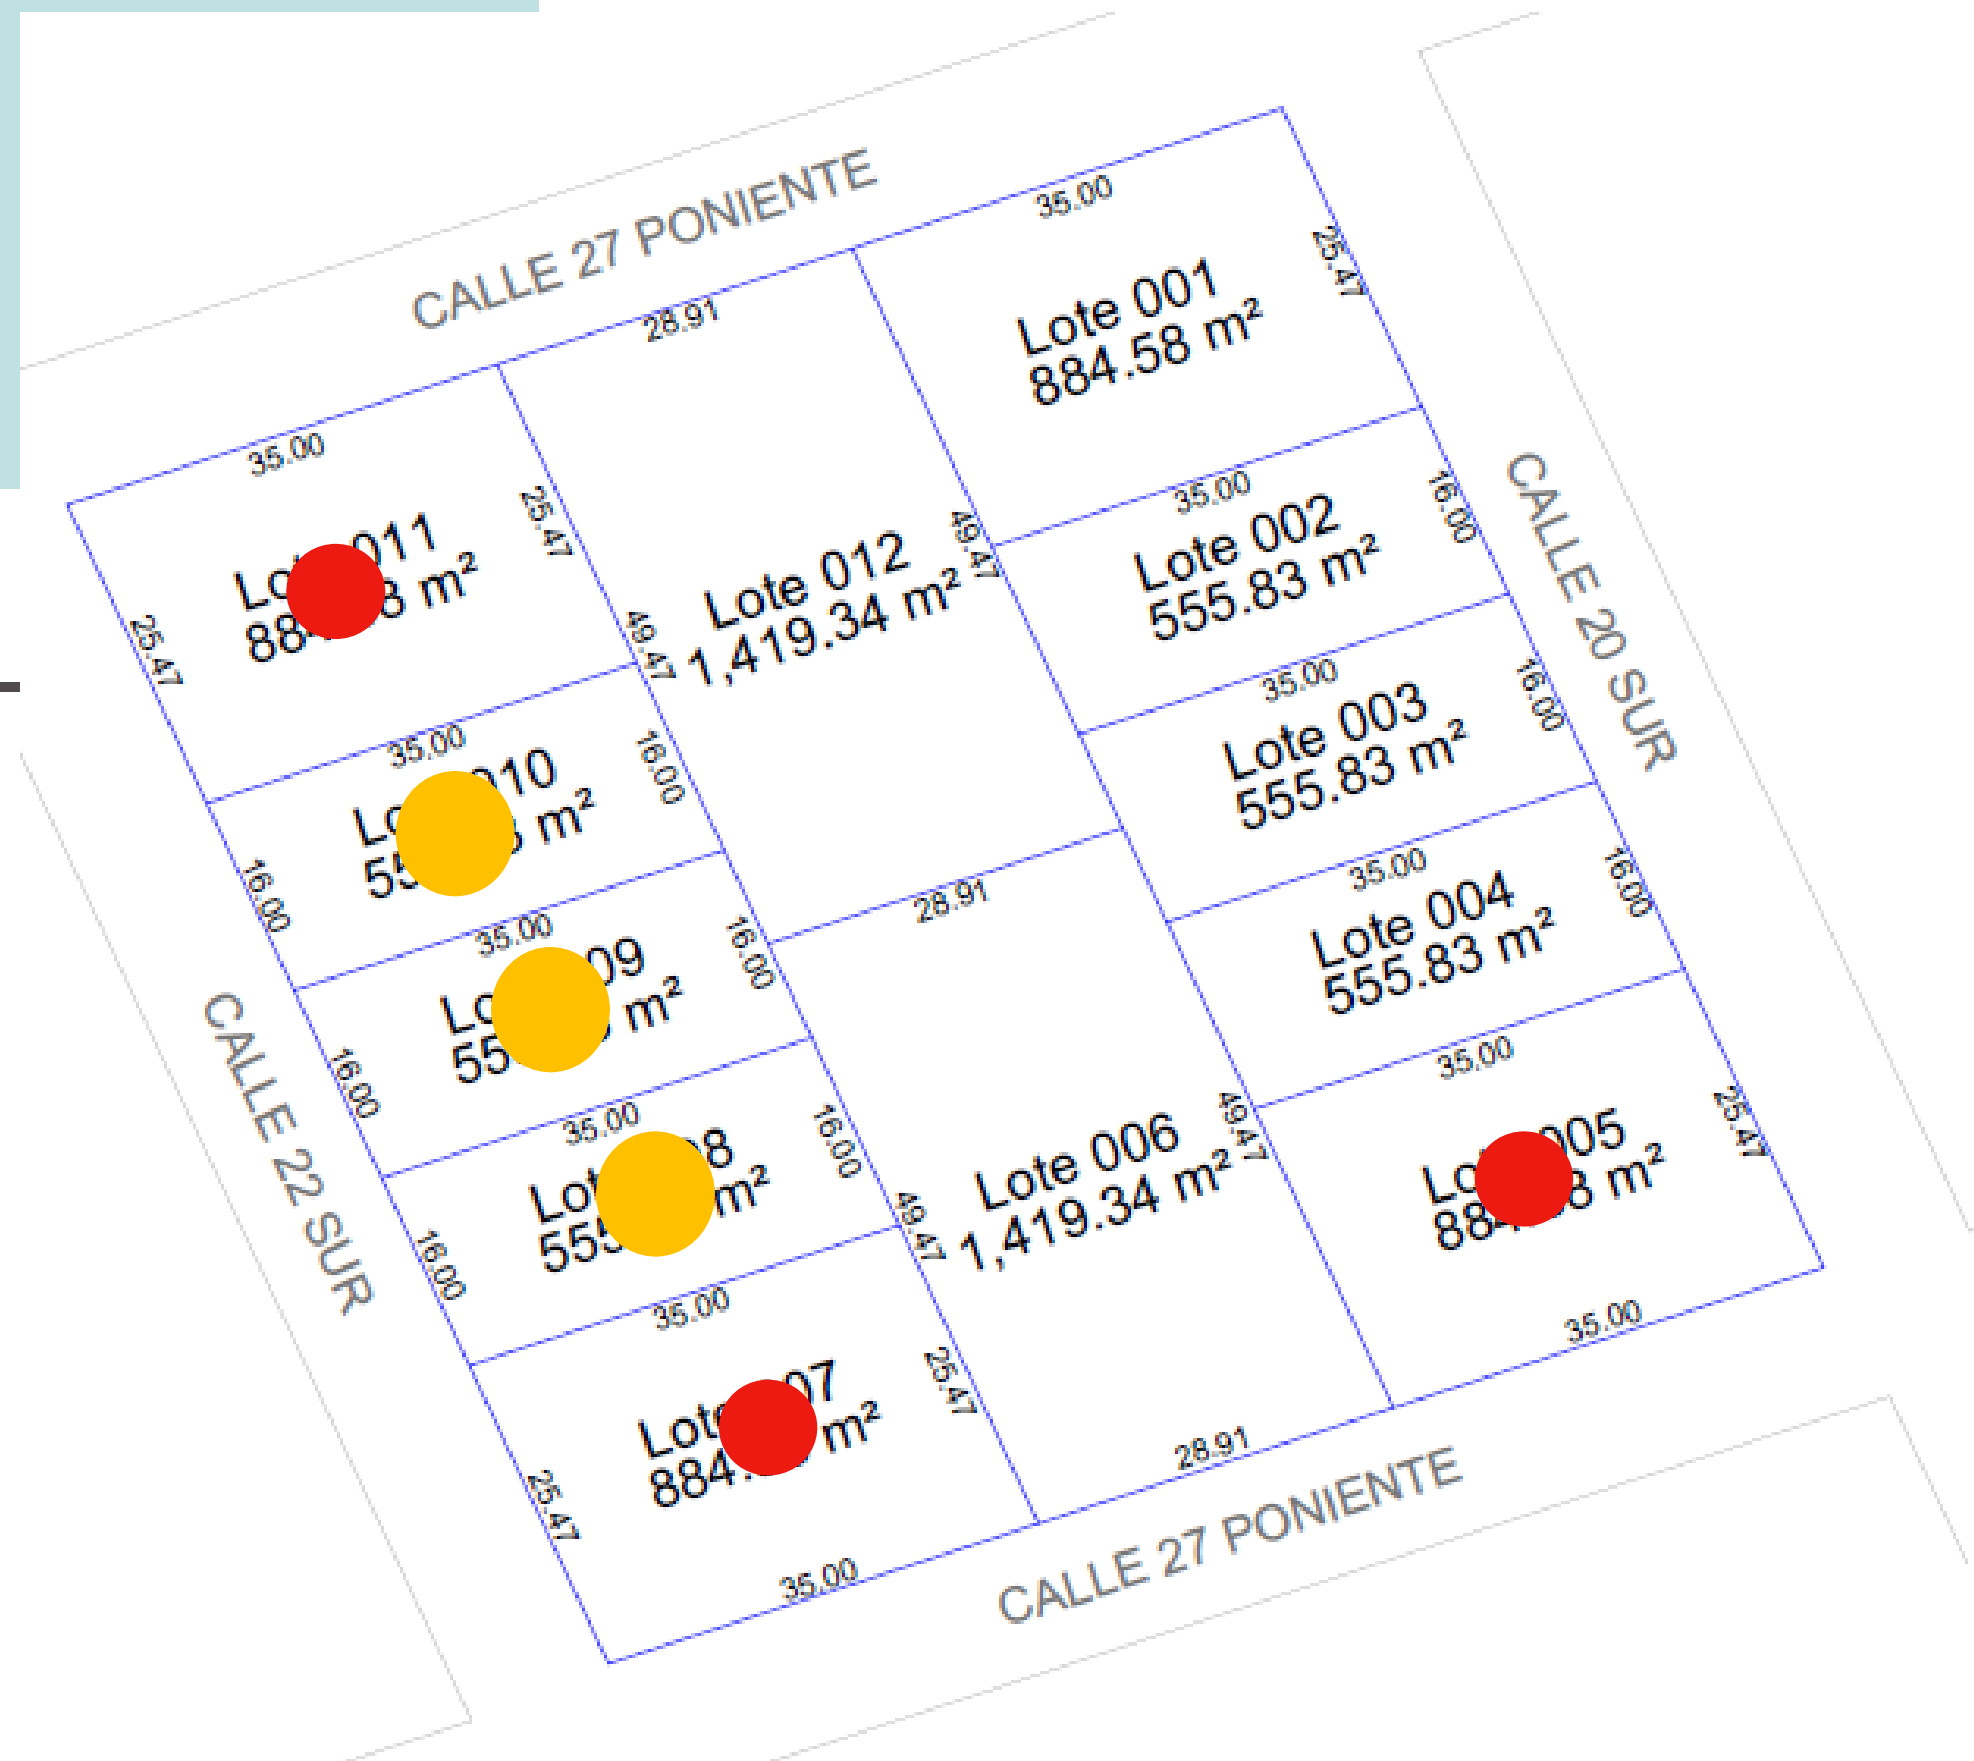 CALLE 27 PONIENTE
35.00
25.47
Lote 001
884.58 m²
28.91
35.00
25.47
25.47
011
m²
49.47
49.47
Lote 012
1,419.34 m²
35.00
16.00
Lote 002
555.83 m²
CALLE 20 SUR
35.00
16.00
Lote 003
555.83 m²
35.00
16.00
16.00
m²
35.00
16.00
16.00
m²
28.91
35.00
16.00
Lote 004
555.83 m²
CALLE 22 SUR
35.00
16.00
16.00
m²
49.47
49.47
Lote 006
1,419.34 m²
35.00
25.47
005
m²
35.00
35.00
25.47
25.47
m²
35.00
28.91
CALLE 27 PONIENTE